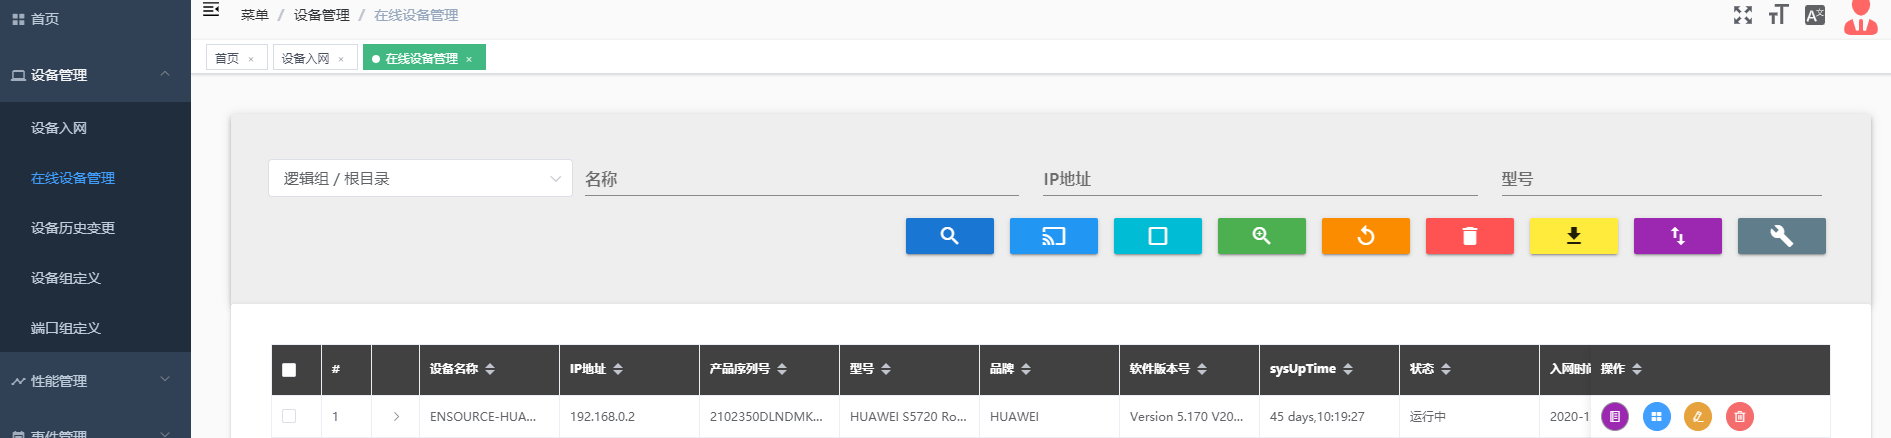 首页
菜单 / 设备管理 / 在线设备管理
首页 × 设备入网 × 在线设备管理 ×
设备管理
设备入网
在线设备管理
设备历史变更
设备组定义
端口组定义
性能管理
事件管理
逻辑组 / 根目录 名称 IP地址 型号
# 设备名称 IP地址 产品序列号 型号 品牌 软件版本号 sysUpTime 状态 入网时间 操作
1 ENSOURCE-HUA... 192.168.0.2 2102350DLNDMK... HUAWEI S5720 Ro... HUAWEI Version 5.170 V20... 45 days,10:19:27 运行中 2020-1